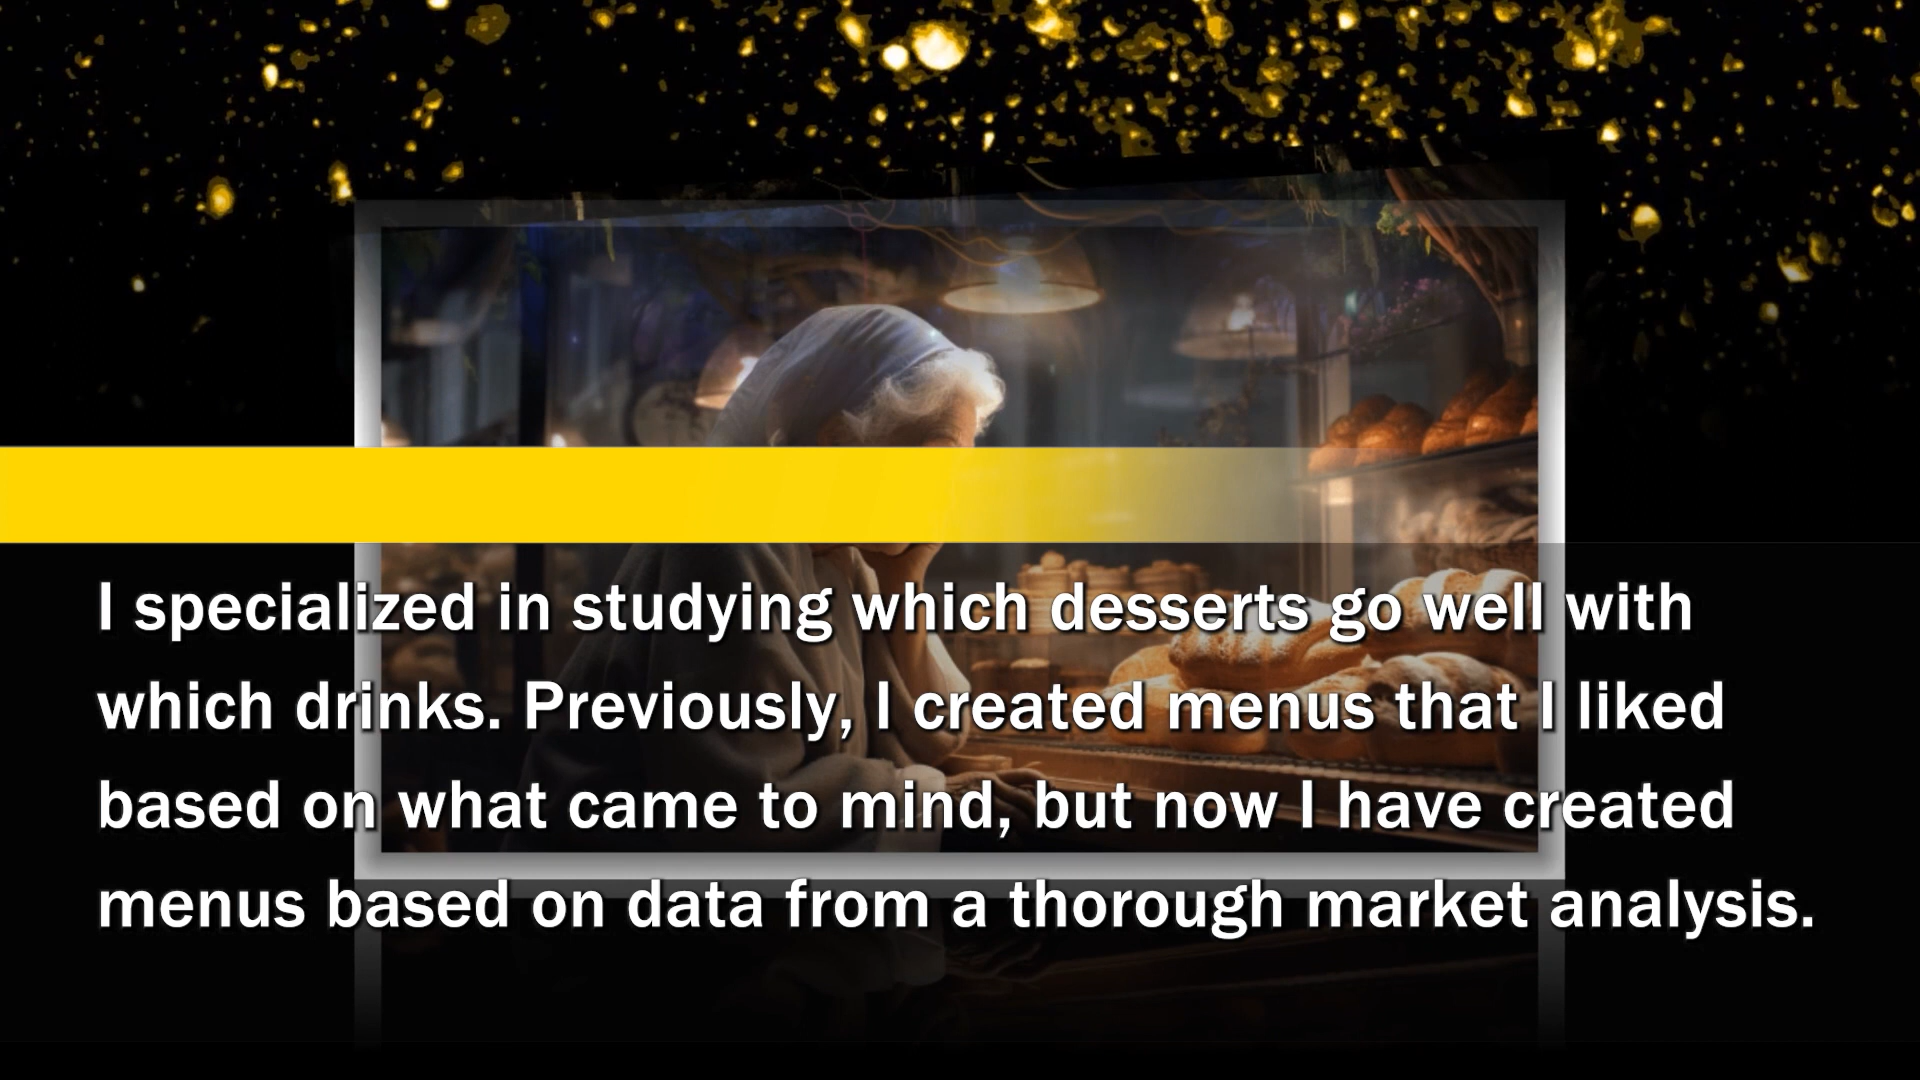 I specialized in studying which desserts go well with
which drinks. Previously, I created menus that I liked
based on what came to mind, but now I have created
menus based on data from a thorough market analysis.